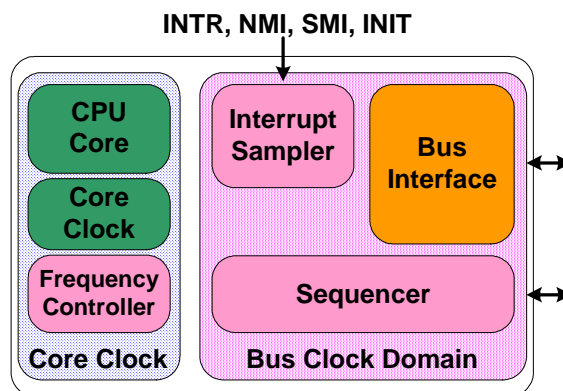 INTR, NMI, SMI, INIT
CPU
Core
Core
Clock
Frequency
Controller
Core Clock
Interrupt
Sampler
Bus
Interface
Sequencer
Bus Clock Domain